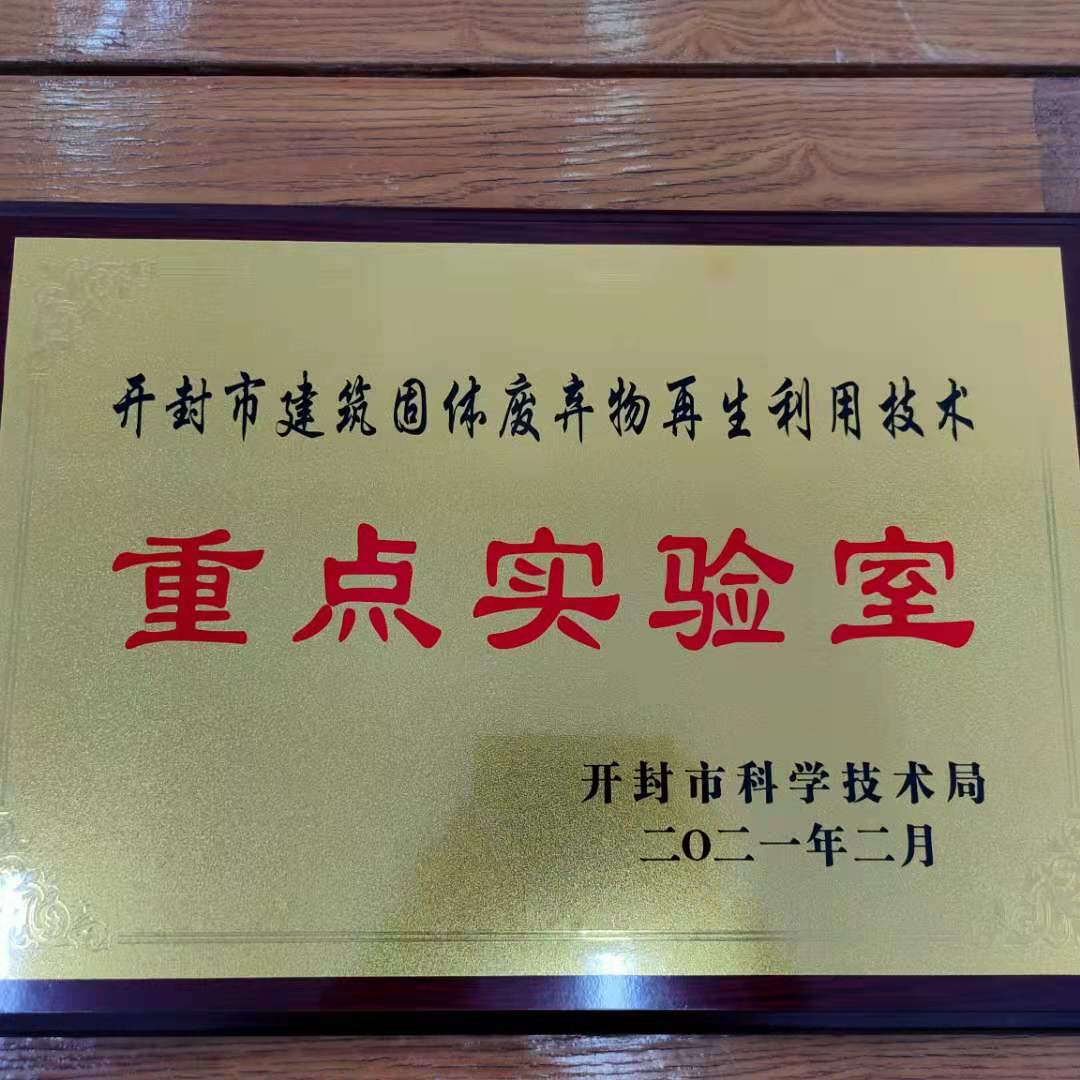 开封市建筑固体废弃物再生利用技术
重点实验室
开封市科学技术局
二〇二一年二月